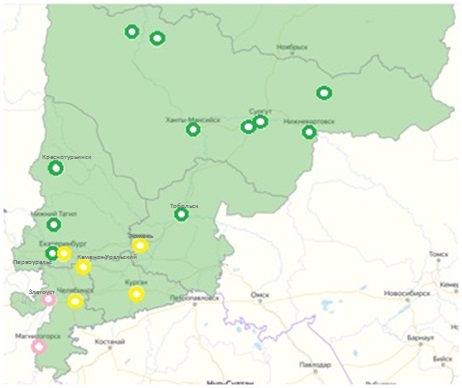 Ноябрьск
Сургут
Ханты-Мансийск
Нижневартовск
Краснотурьинск
Тобольск
Нижний Тагил
Тюмень
Екатеринбург
Первоуральск
Каменск-Уральский
Томск
Златоуст
Челябинск
Курган
Петропавловск
Омск
Новосибирск
Магнитогорск
Костанай
Барнаул
Павлодар
Бийск